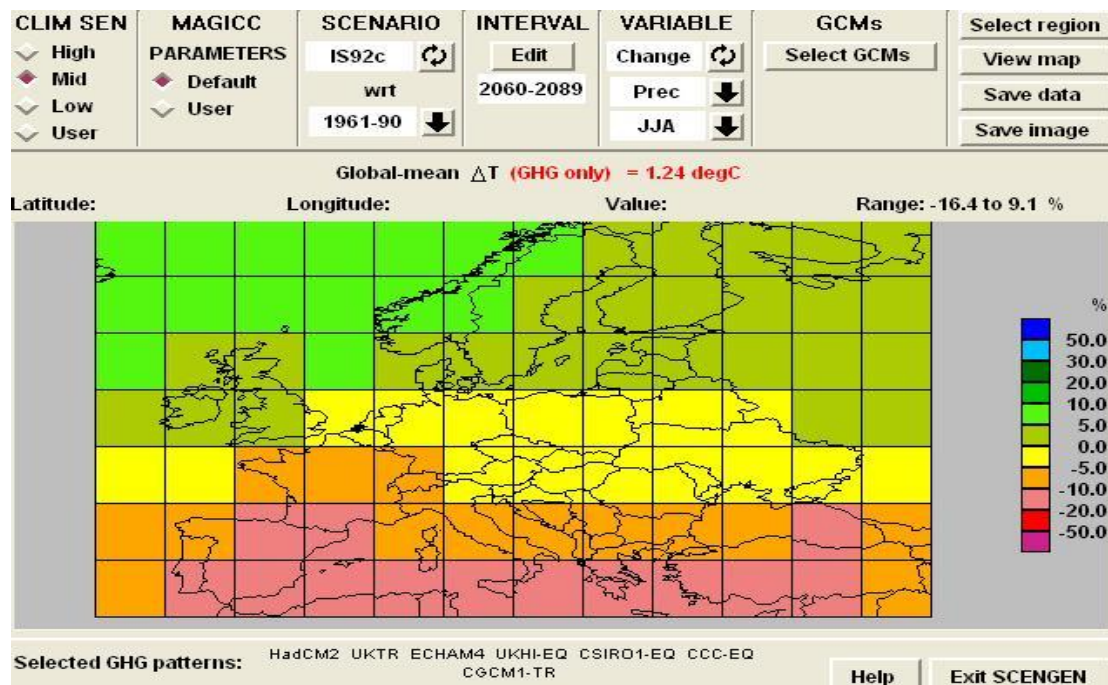 CLIM SEN
High
Mid
Low
User
MAGICC
PARAMETERS
Default
User
SCENARIO
IS92c
wrt
1961-90
INTERVAL
Edit
2060-2089
VARIABLE
Change
Prec
JJA
GCMs
Select GCMs
Select region
View map
Save data
Save image
Global-mean △T (GHG only) = 1.24 degC
Latitude: Longitude: Value: Range: -16.4 to 9.1 %
%
50.0
30.0
20.0
10.0
5.0
0.0
-5.0
-10.0
-20.0
-50.0
Selected GHG patterns: HadCM2 UKTR ECHAM4 UKHI-EQ CSIRO1-EQ CCC-EQ
CGCM1-TR
Help
Exit SCENGEN